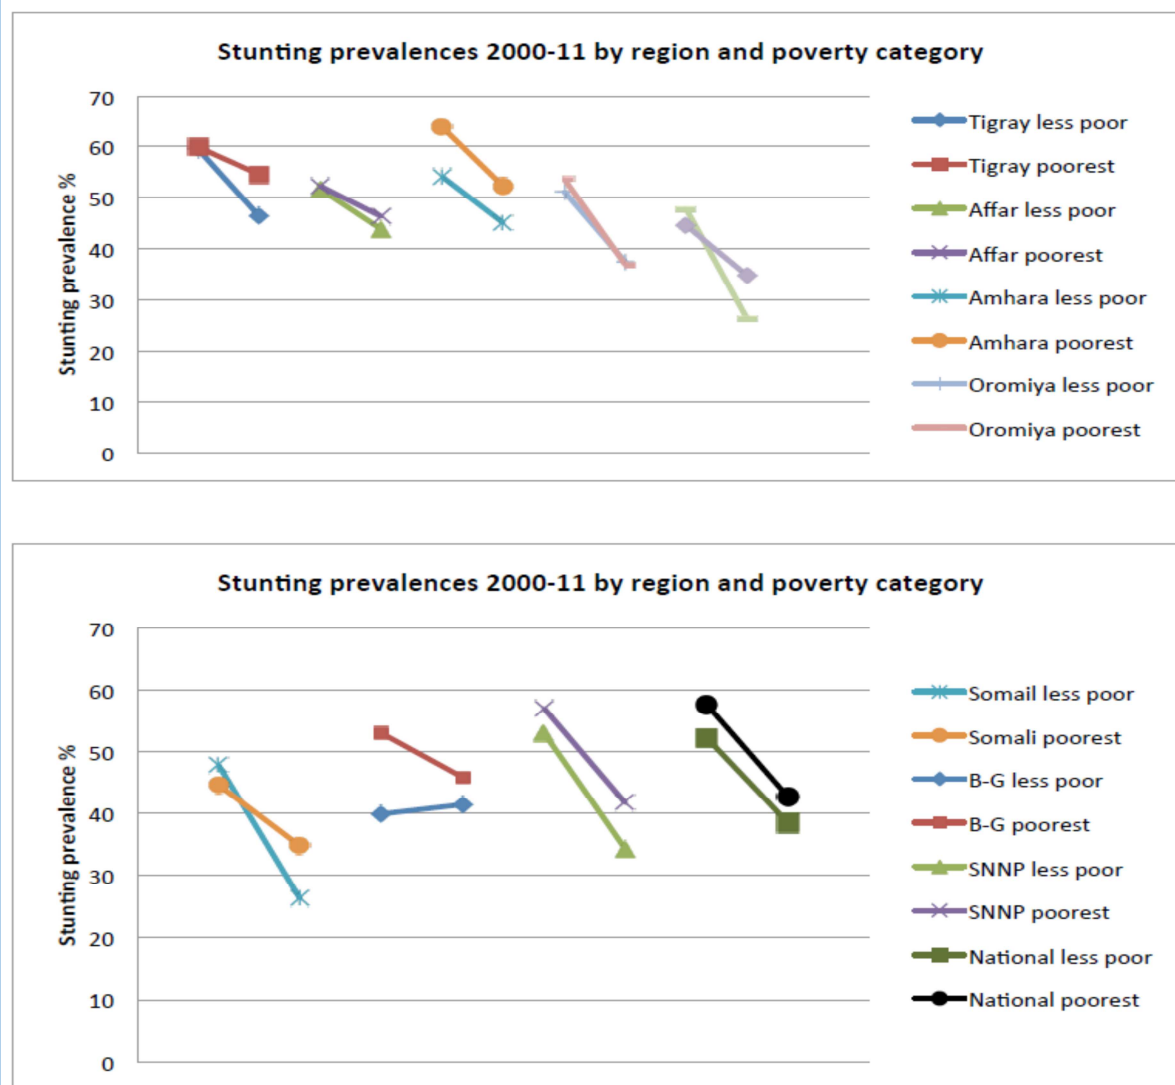 Stunting prevalences 2000-11 by region and poverty category
Stunting prevalence %
70
60
50
40
30
20
10
0
Tigray less poor
Tigray poorest
Affar less poor
Affar poorest
Amhara less poor
Amhara poorest
Oromiya less poor
Oromiya poorest
Stunting prevalences 2000-11 by region and poverty category
Stunting prevalence %
70
60
50
40
30
20
10
0
Somail less poor
Somali poorest
B-G less poor
B-G poorest
SNNP less poor
SNNP poorest
National less poor
National poorest